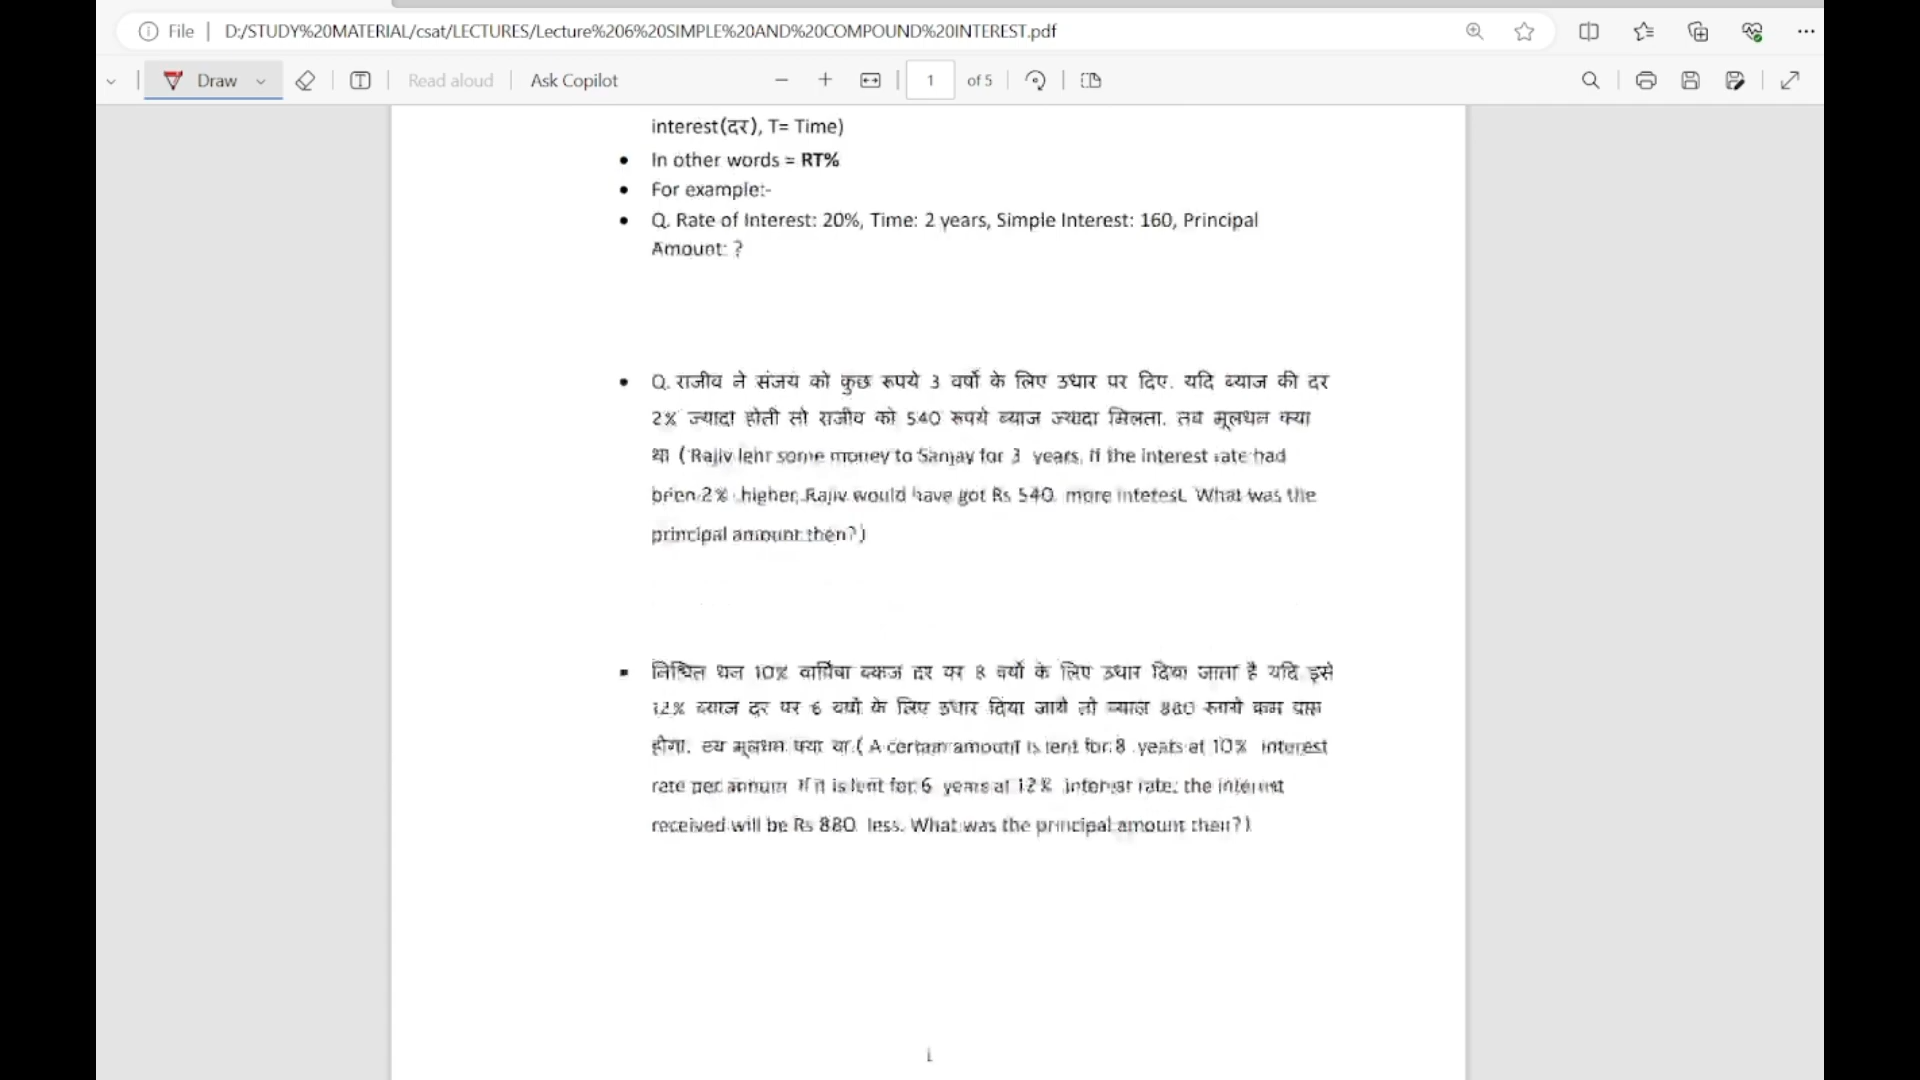 File | D:/STUDY%20MATERIAL/csat/LECTURES/Lecture%206%20SIMPLE%20AND%20COMPOUND%20INTEREST.pdf
Draw Read aloud Ask Copilot 1 of 5
interest(दर), T= Time)
• In other words = RT%
• For example:-
• Q. Rate of Interest: 20%, Time: 2 years, Simple Interest: 160, Principal
Amount: ?
• Q. राजीव ने संजय को कुछ रूपये 3 वर्षो के लिए उधार पर दिए. यदि ब्याज की दर
2% ज्यादा होती तो राजीव को 540 रूपये ब्याज ज्यादा मिलता. तब मूलधन क्या
था ( Rajiv some money to Sanjay for 3 years, if the interest rate had
been 2% higher, Rajiv would have got Rs 540 more interest. What was the
principal amount then?)
▪ निश्चित धन 10% दर पर 8 वर्षो के लिए उधार दिया जाता है यदि इसे
12% ब्याज दर पर 6 वर्षो के लिए उधार दिया जाये तो ब्याज 880 कम प्राप्त
होगा. मूलधन क्या था ( A certain amount is lent for 8 years at 10% interest
rate per annum If it is lent for 6 years at 12% interest rate, the interest
received will be Rs 880 less. What was the principal amount then?)